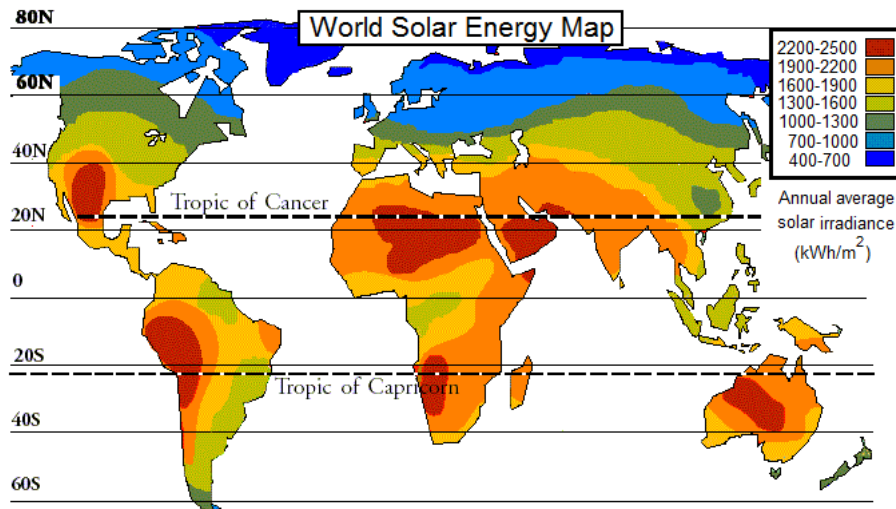 80N
World Solar Energy Map
60N
40N
20N
0
20S
40S
60S
Tropic of Cancer
Tropic of Capricorn
2200-2500
1900-2200
1600-1900
1300-1600
1000-1300
700-1000
400-700
Annual average
solar irradiance
(kWh/m²)